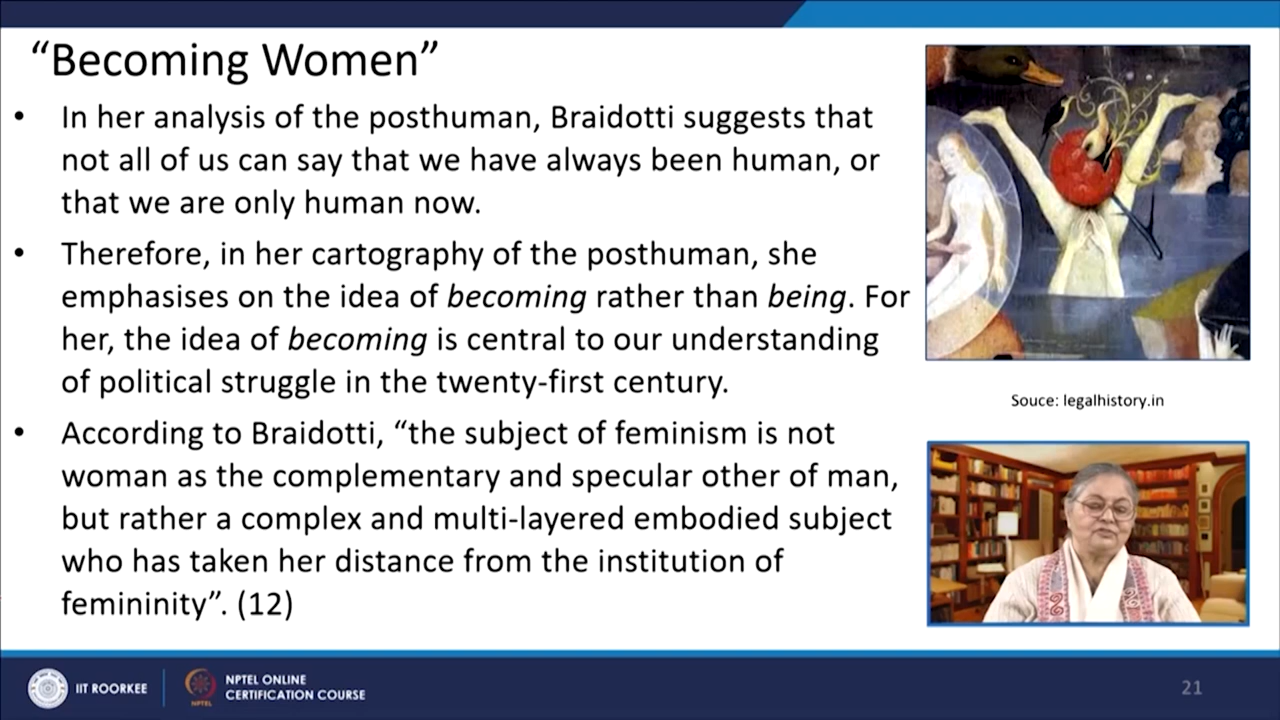 “Becoming Women”
• In her analysis of the posthuman, Braidotti suggests that
not all of us can say that we have always been human, or
that we are only human now.
• Therefore, in her cartography of the posthuman, she
emphasises on the idea of becoming rather than being. For
her, the idea of becoming is central to our understanding
of political struggle in the twenty-first century.
• According to Braidotti, “the subject of feminism is not
woman as the complementary and specular other of man,
but rather a complex and multi-layered embodied subject
who has taken her distance from the institution of
femininity”. (12)
Souce: legalhistory.in
IIT ROORKEE
NPTEL
NPTEL ONLINE
CERTIFICATION COURSE
21